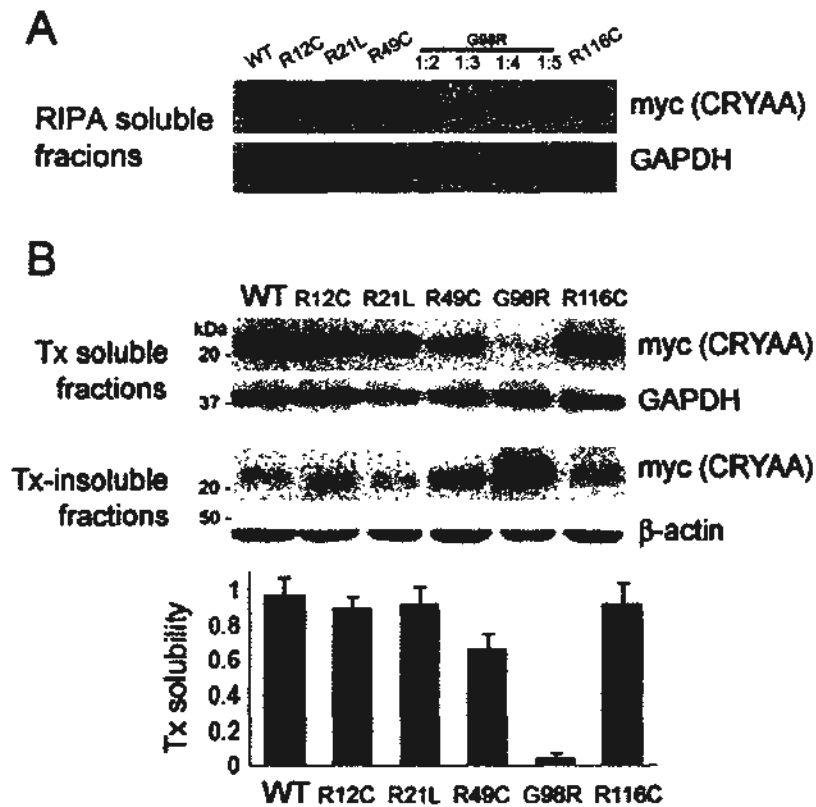 A
WT R12C R21L R49C G98R R116C
1:2 1:3 1:4 1:5
RIPA soluble
fracions
myc (CRYAA)
GAPDH
B
WT R12C R21L R49C G98R R116C
kDa
Tx soluble
fractions
20 -
myc (CRYAA)
37 -
GAPDH
Tx-insoluble
fractions
myc (CRYAA)
20 -
50 -
β-actin
Tx solubility
1
0.8
0.6
0.4
0.2
0
WT R12C R21L R49C G98R R116C